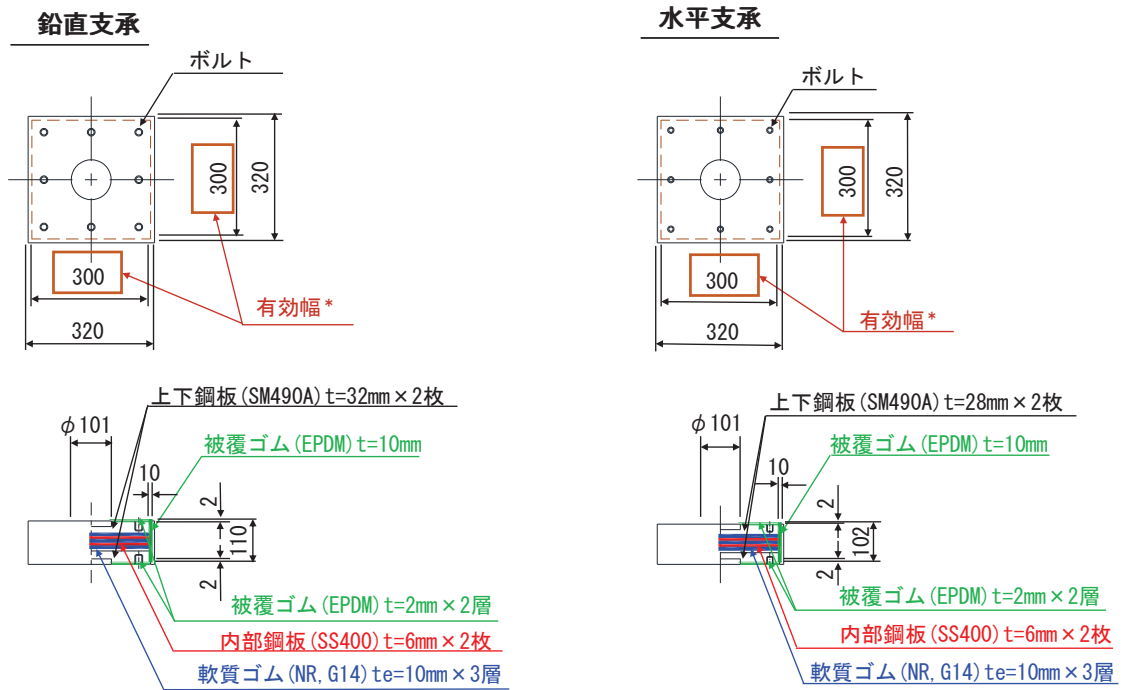 鉛直支承
ボルト
300
320
300
有効幅*
320
上下鋼板(SM490A)t=32mm×2枚
φ101
被覆ゴム(EPDM)t=10mm
10
2
110
2
被覆ゴム(EPDM)t=2mm×2層
内部鋼板(SS400)t=6mm×2枚
軟質ゴム(NR,G14)te=10mm×3層
水平支承
ボルト
300
320
300
有効幅*
320
上下鋼板(SM490A)t=28mm×2枚
φ101
被覆ゴム(EPDM)t=10mm
10
2
102
2
被覆ゴム(EPDM)t=2mm×2層
内部鋼板(SS400)t=6mm×2枚
軟質ゴム(NR,G14)te=10mm×3層